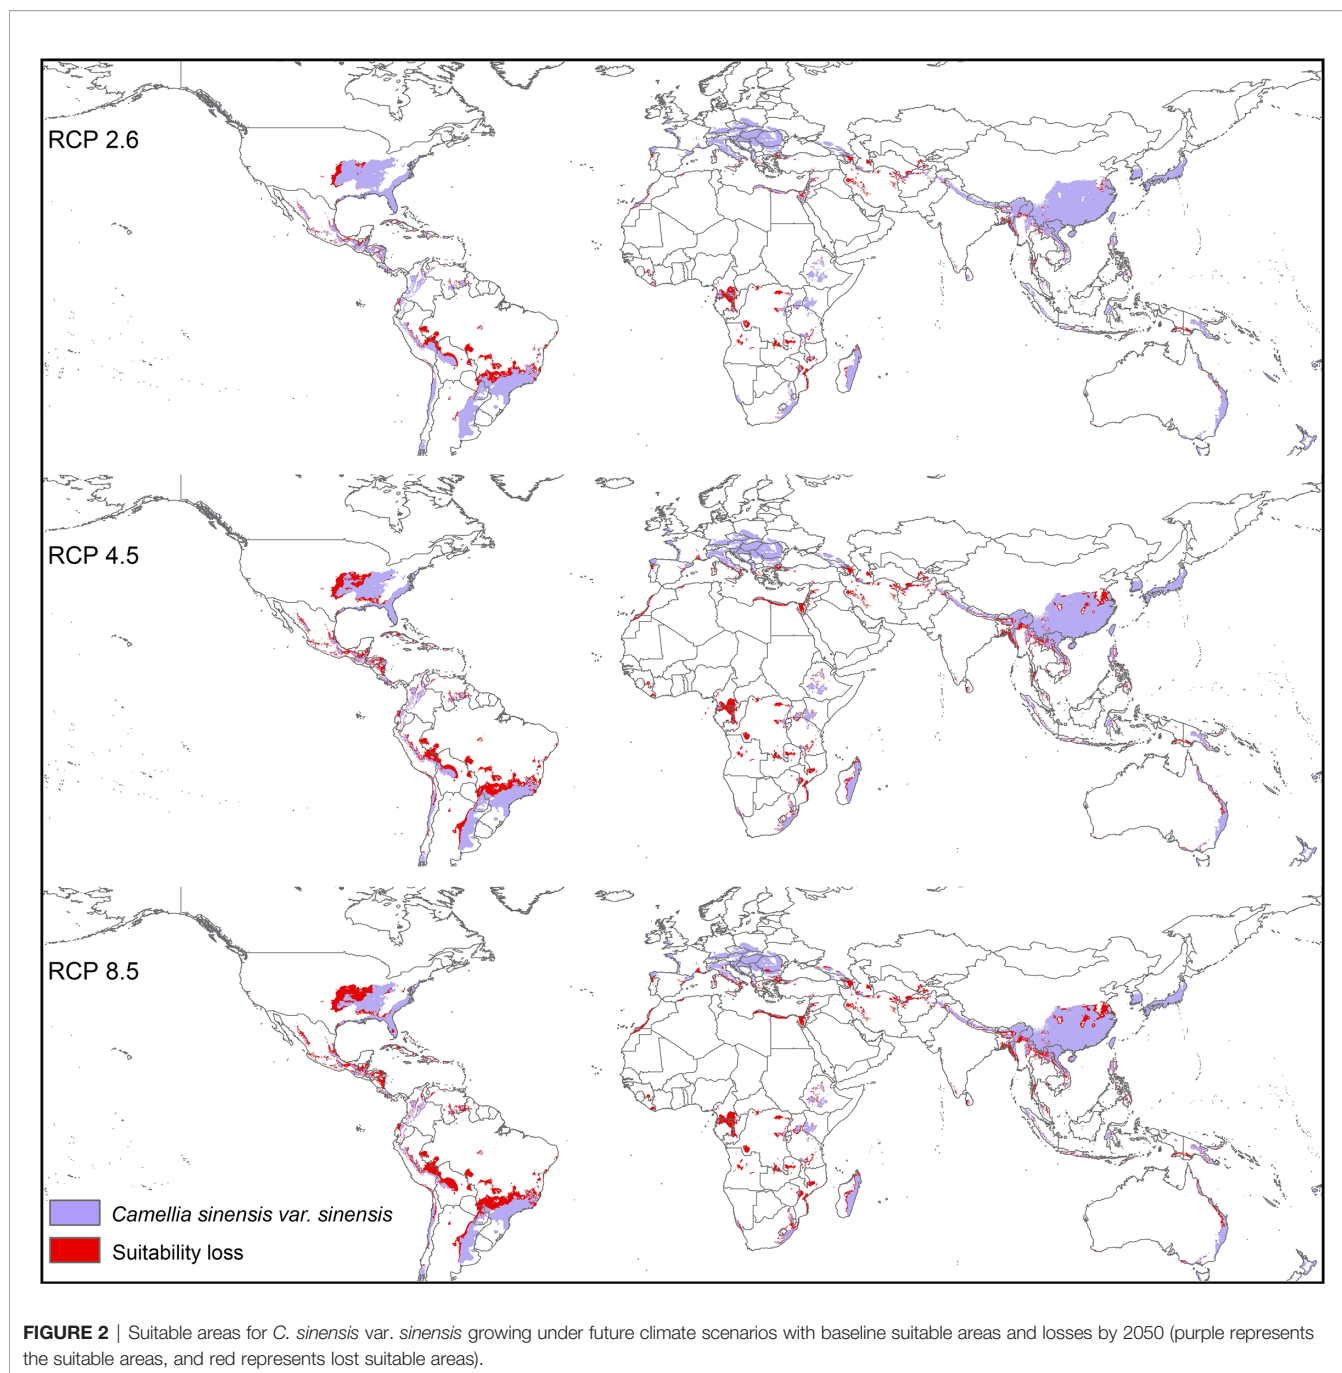 RCP 2.6
RCP 4.5
RCP 8.5
Camellia sinensis var. sinensis
Suitability loss
FIGURE 2 | Suitable areas for C. sinensis var. sinensis growing under future climate scenarios with baseline suitable areas and losses by 2050 (purple represents
the suitable areas, and red represents lost suitable areas).